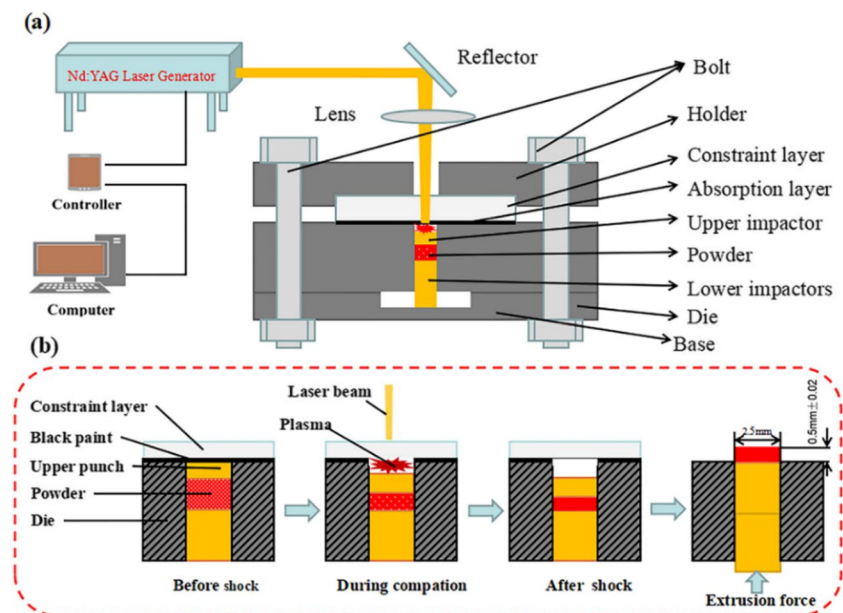 (a)
Nd:YAG Laser Generator
Reflector
Lens
Bolt
Holder
Constraint layer
Absorption layer
Upper impactor
Powder
Lower impactors
Die
Base
Controller
Computer
(b)
Constraint layer
Black paint
Upper punch
Powder
Die
Laser beam
Plasma
2.5mm
0.5mm±0.02
Before shock
During compation
After shock
Extrusion force